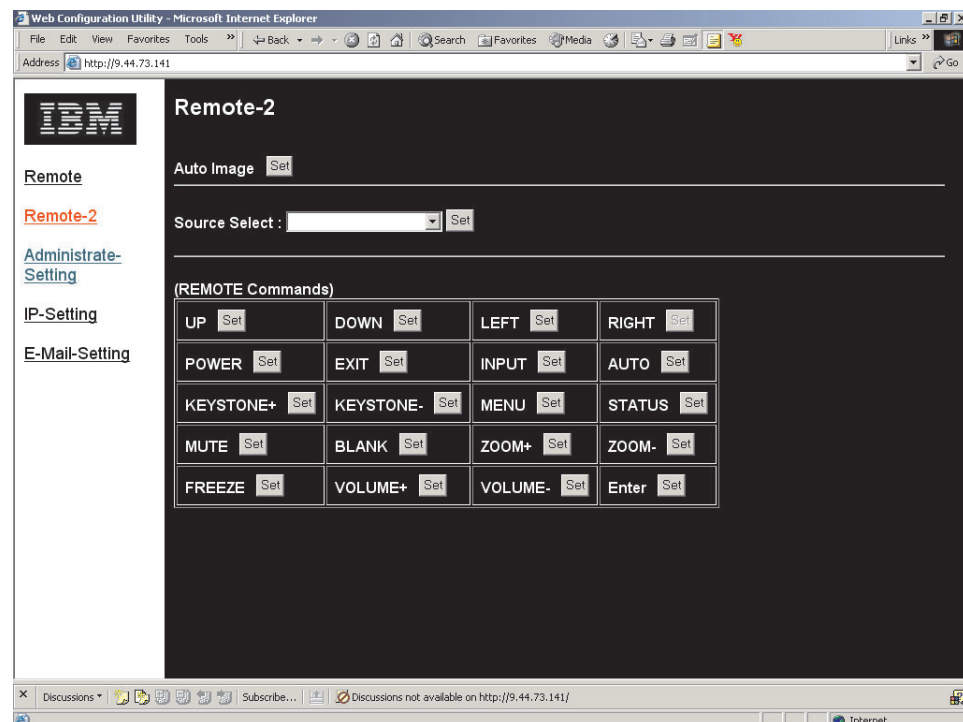 Web Configuration Utility - Microsoft Internet Explorer
File Edit View Favorites Tools » Back Search Favorites Media Links »
Address http://9.44.73.141 Go
IBM
Remote
Remote-2
Administrate-
Setting
IP-Setting
E-Mail-Setting
Remote-2
Auto Image Set
Source Select : Set
(REMOTE Commands)
UP Set DOWN Set LEFT Set RIGHT Set
POWER Set EXIT Set INPUT Set AUTO Set
KEYSTONE+ Set KEYSTONE- Set MENU Set STATUS Set
MUTE Set BLANK Set ZOOM+ Set ZOOM- Set
FREEZE Set VOLUME+ Set VOLUME- Set Enter Set
Discussions Subscribe... Discussions not available on http://9.44.73.141/
Internet